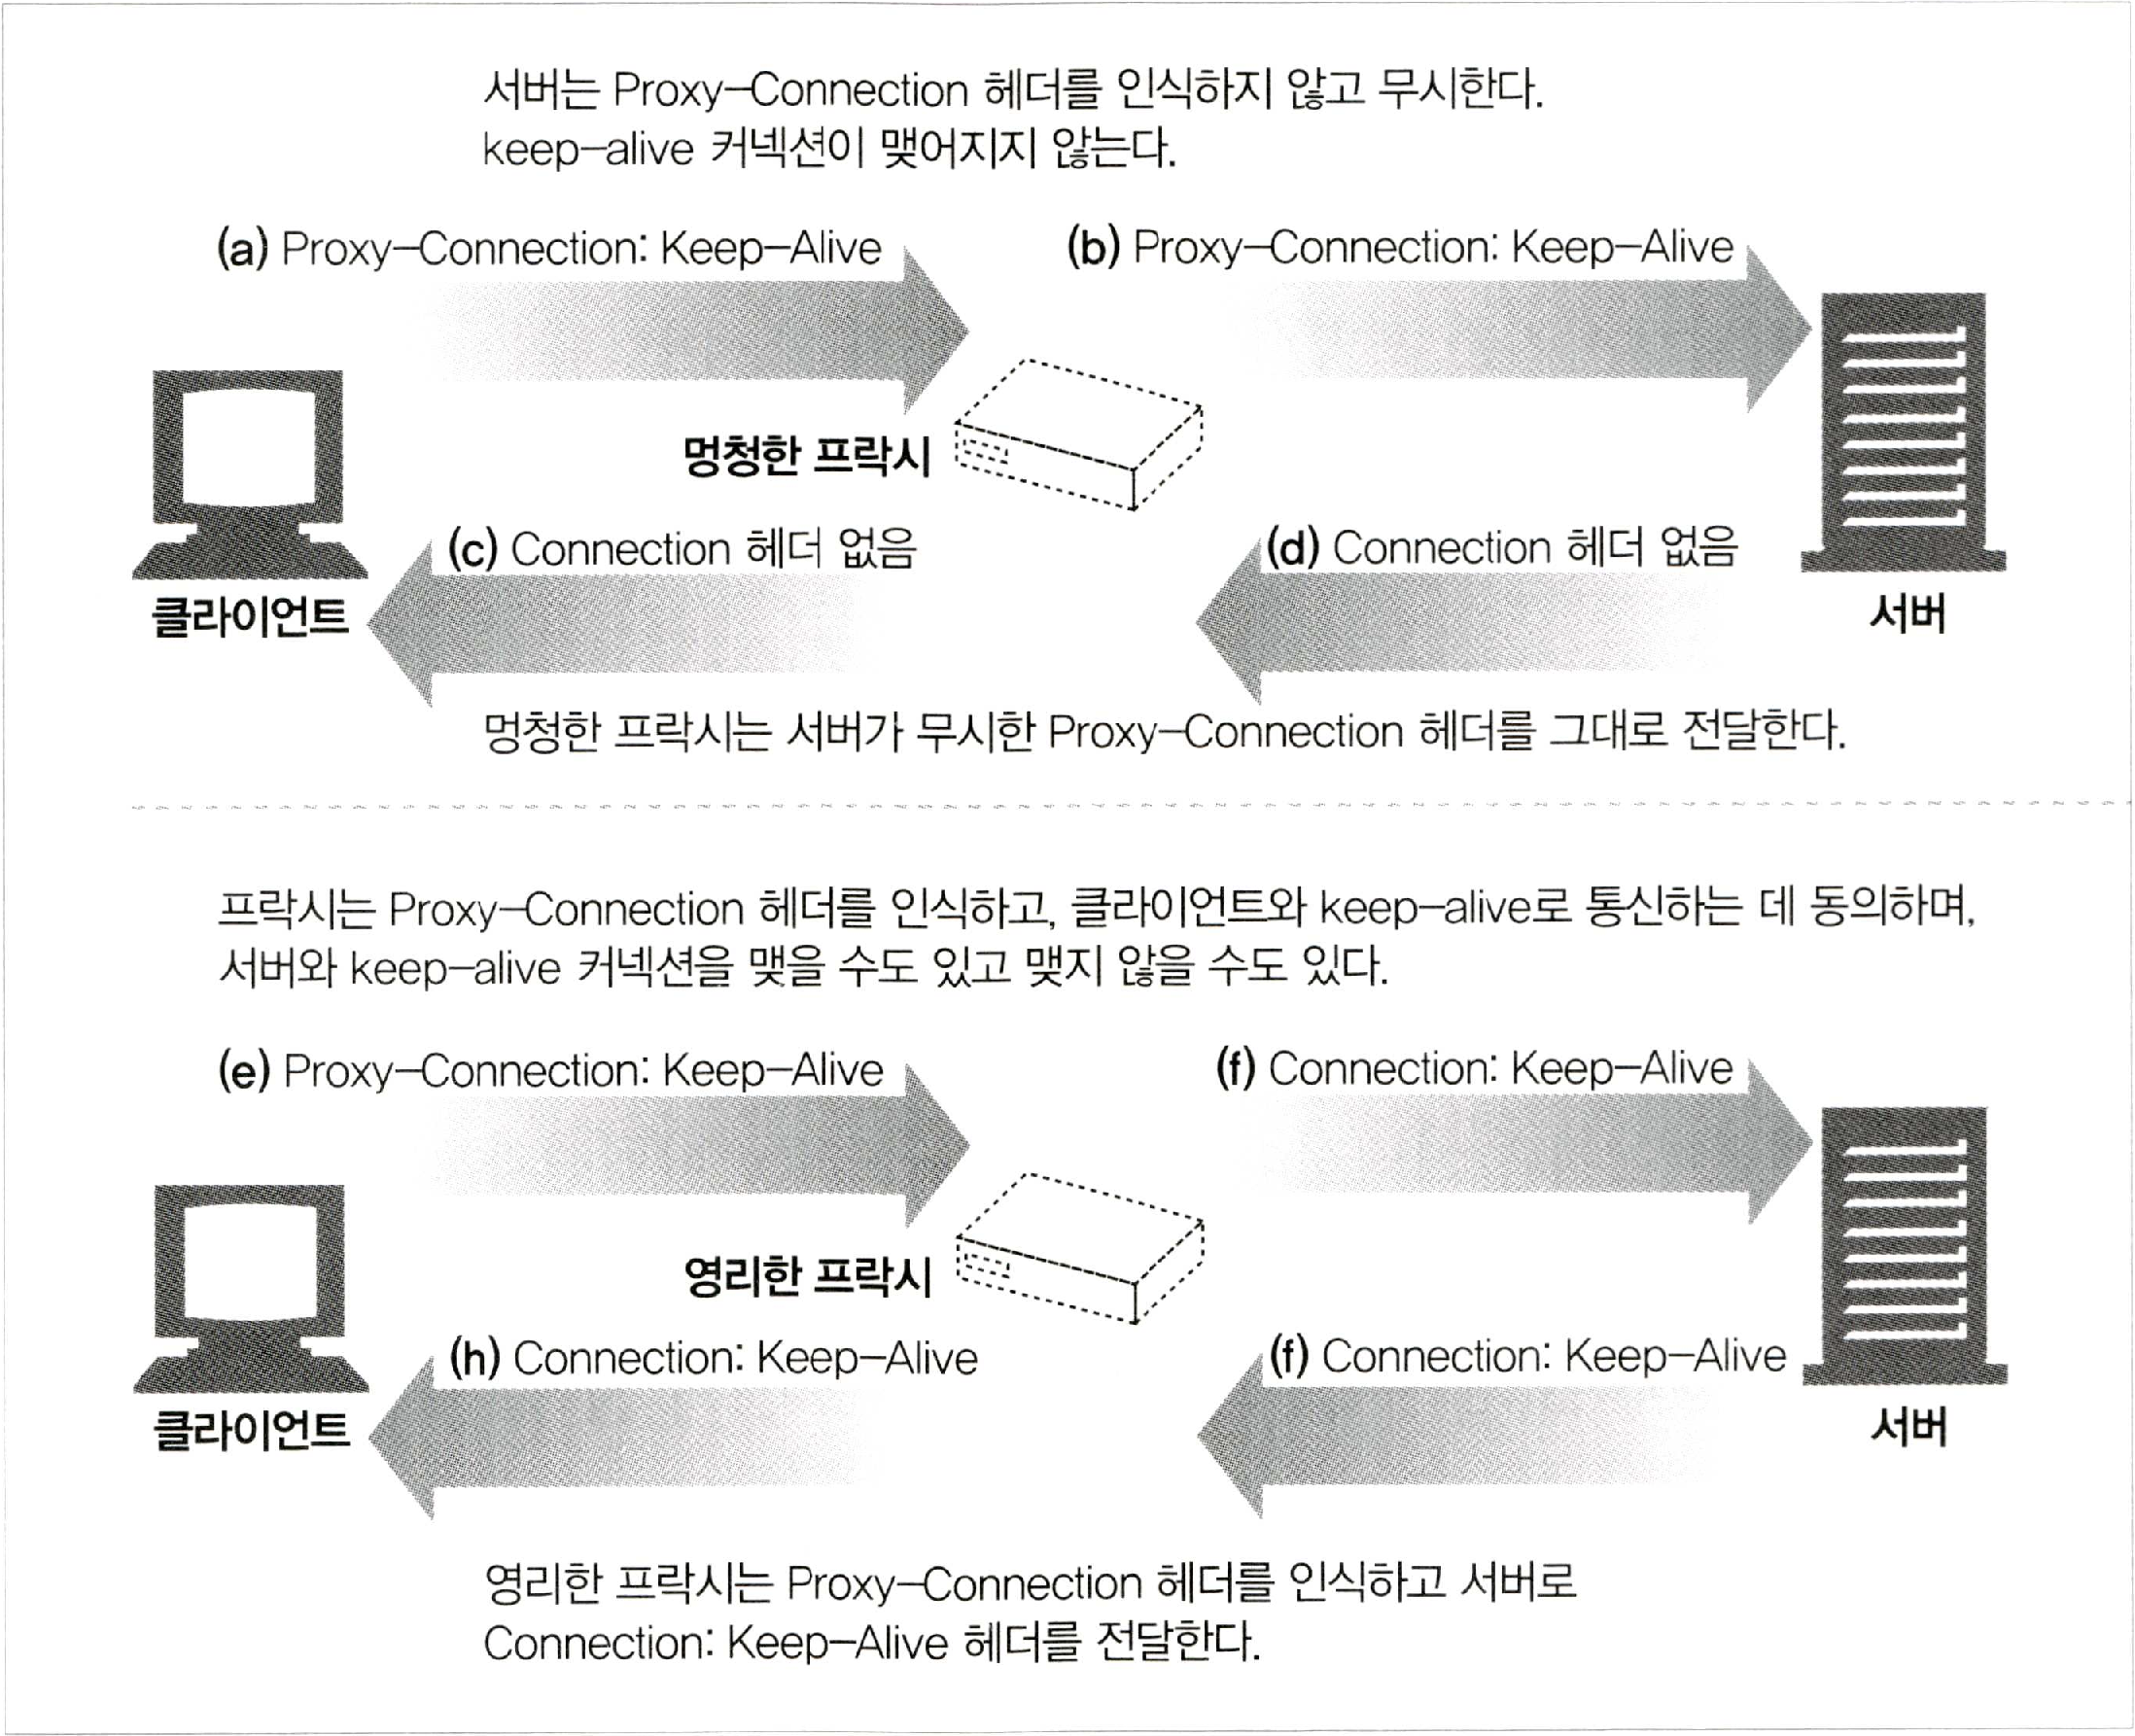 서버는 Proxy–Connection 헤더를 인식하지 않고 무시한다.
keep–alive 커넥션이 맺어지지 않는다.
(a) Proxy–Connection: Keep–Alive
(b) Proxy–Connection: Keep–Alive
멍청한 프락시
(c) Connection 헤더 없음
(d) Connection 헤더 없음
클라이언트
서버
멍청한 프락시는 서버가 무시한 Proxy–Connection 헤더를 그대로 전달한다.
프락시는 Proxy–Connection 헤더를 인식하고, 클라이언트와 keep–alive로 통신하는 데 동의하며,
서버와 keep–alive 커넥션을 맺을 수도 있고 맺지 않을 수도 있다.
(e) Proxy–Connection: Keep–Alive
(f) Connection: Keep–Alive
영리한 프락시
(h) Connection: Keep–Alive
(f) Connection: Keep–Alive
클라이언트
서버
영리한 프락시는 Proxy–Connection 헤더를 인식하고 서버로
Connection: Keep–Alive 헤더를 전달한다.